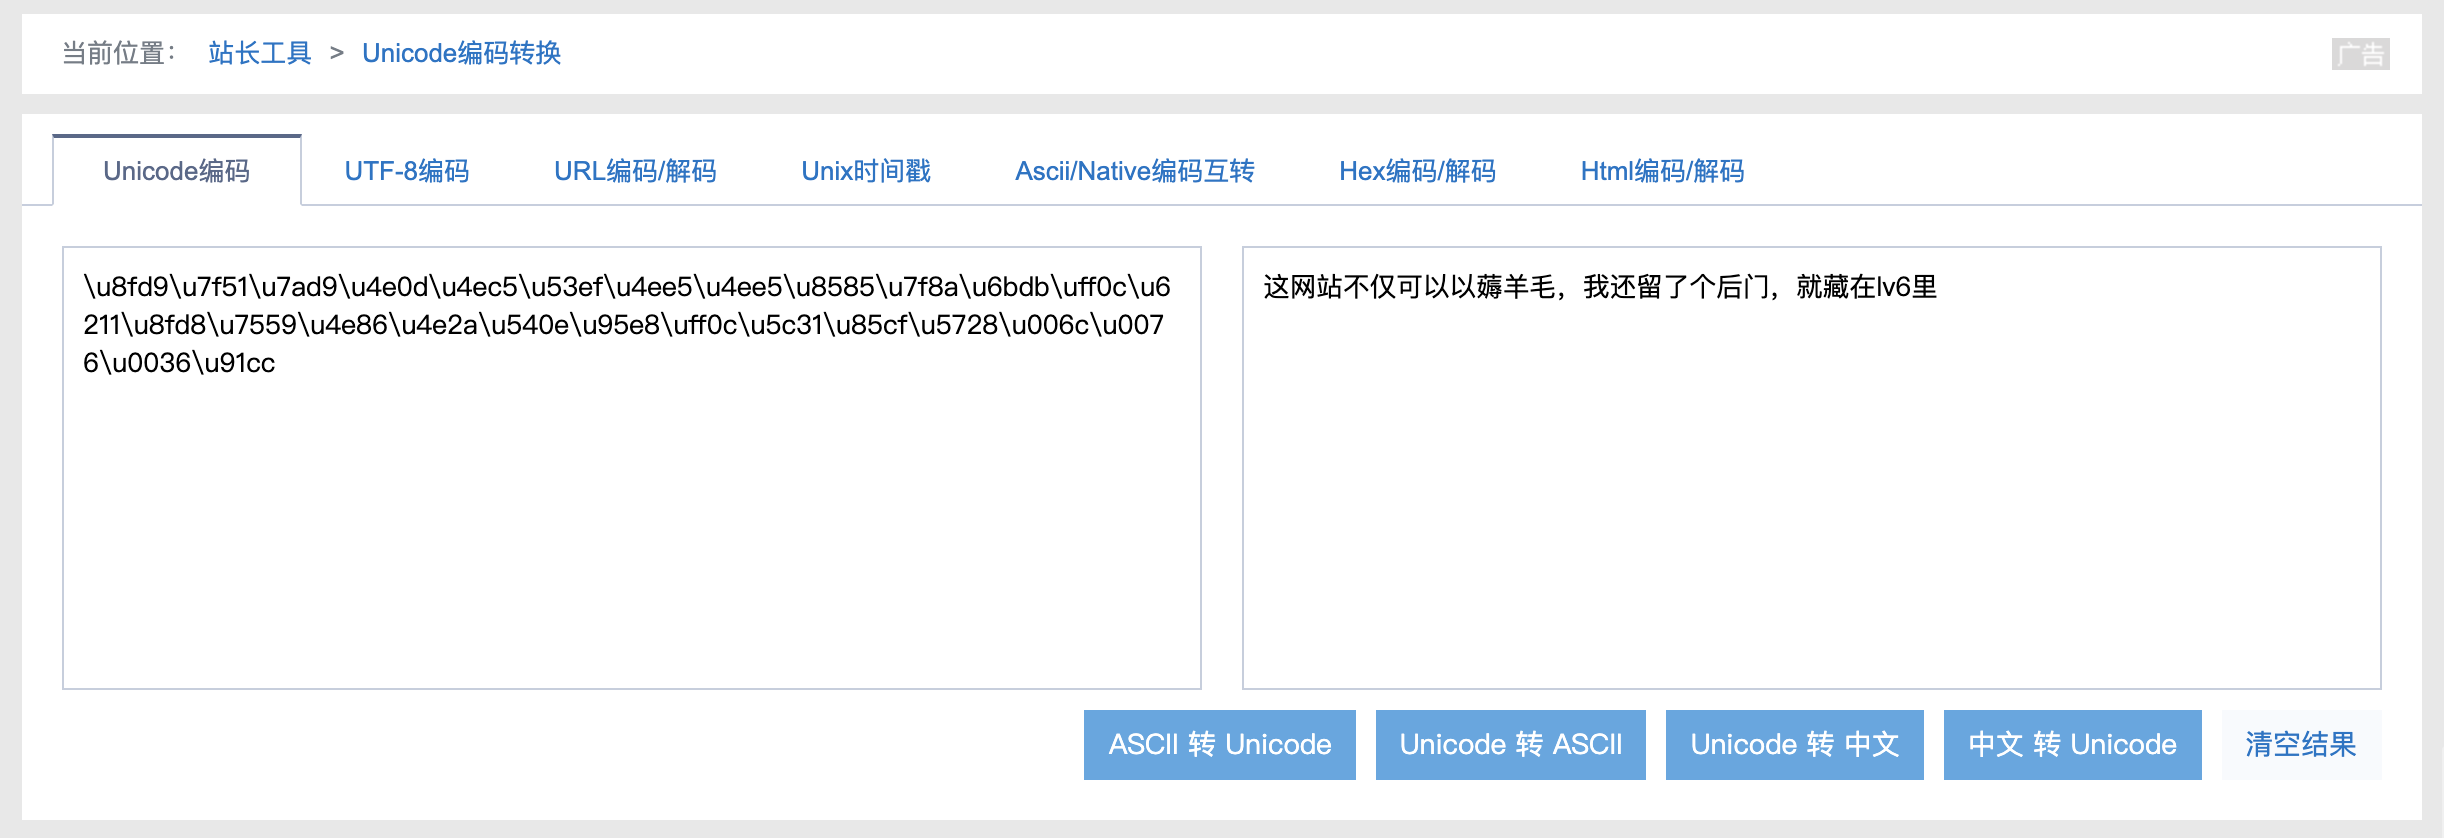 当前位置： 站长工具 > Unicode编码转换
广告
Unicode编码 UTF-8编码 URL编码/解码 Unix时间戳 Ascii/Native编码互转 Hex编码/解码 Html编码/解码
\u8fd9\u7f51\u7ad9\u4e0d\u4ec5\u53ef\u4ee5\u4ee5\u8585\u7f8a\u6bdb\uff0c\u6
211\u8fd8\u7559\u4e86\u4e2a\u540e\u95e8\uff0c\u5c31\u85cf\u5728\u006c\u007
6\u0036\u91cc
这网站不仅可以以薅羊毛，我还留了个后门，就藏在lv6里
ASCII 转 Unicode Unicode 转 ASCII Unicode 转 中文 中文 转 Unicode 清空结果